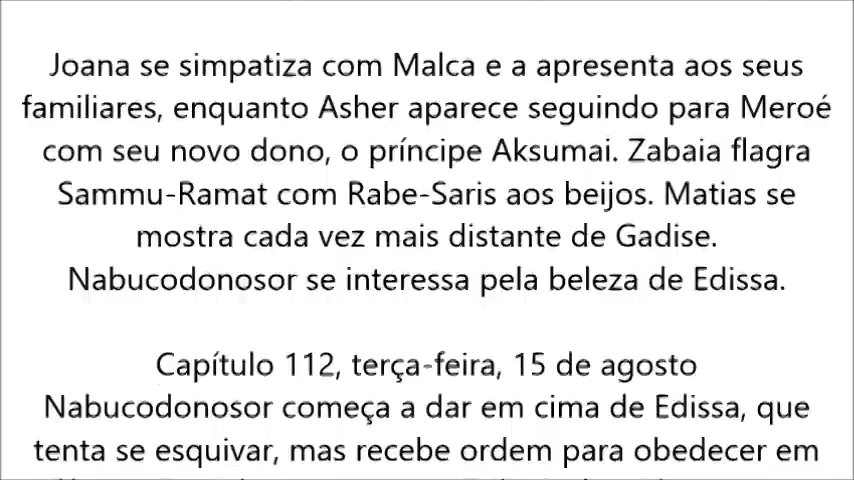 Joana se simpatiza com Malca e a apresenta aos seus
familiares, enquanto Asher aparece seguindo para Meroé
com seu novo dono, o príncipe Aksumai. Zabaia flagra
Sammu-Ramat com Rabe-Saris aos beijos. Matias se
mostra cada vez mais distante de Gadise.
Nabucodonosor se interessa pela beleza de Edissa.
Capítulo 112, terça-feira, 15 de agosto
Nabucodonosor começa a dar em cima de Edissa, que
tenta se esquivar, mas recebe ordem para obedecer em